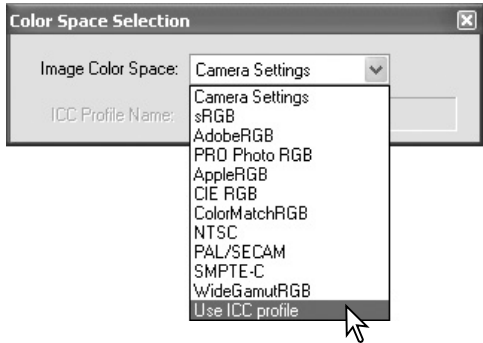 Color Space Selection
Image Color Space: Camera Settings
ICC Profile Name:
Camera Settings
sRGB
AdobeRGB
PRO Photo RGB
AppleRGB
CIE RGB
ColorMatchRGB
NTSC
PAL/SECAM
SMPTE-C
WideGamutRGB
Use ICC profile